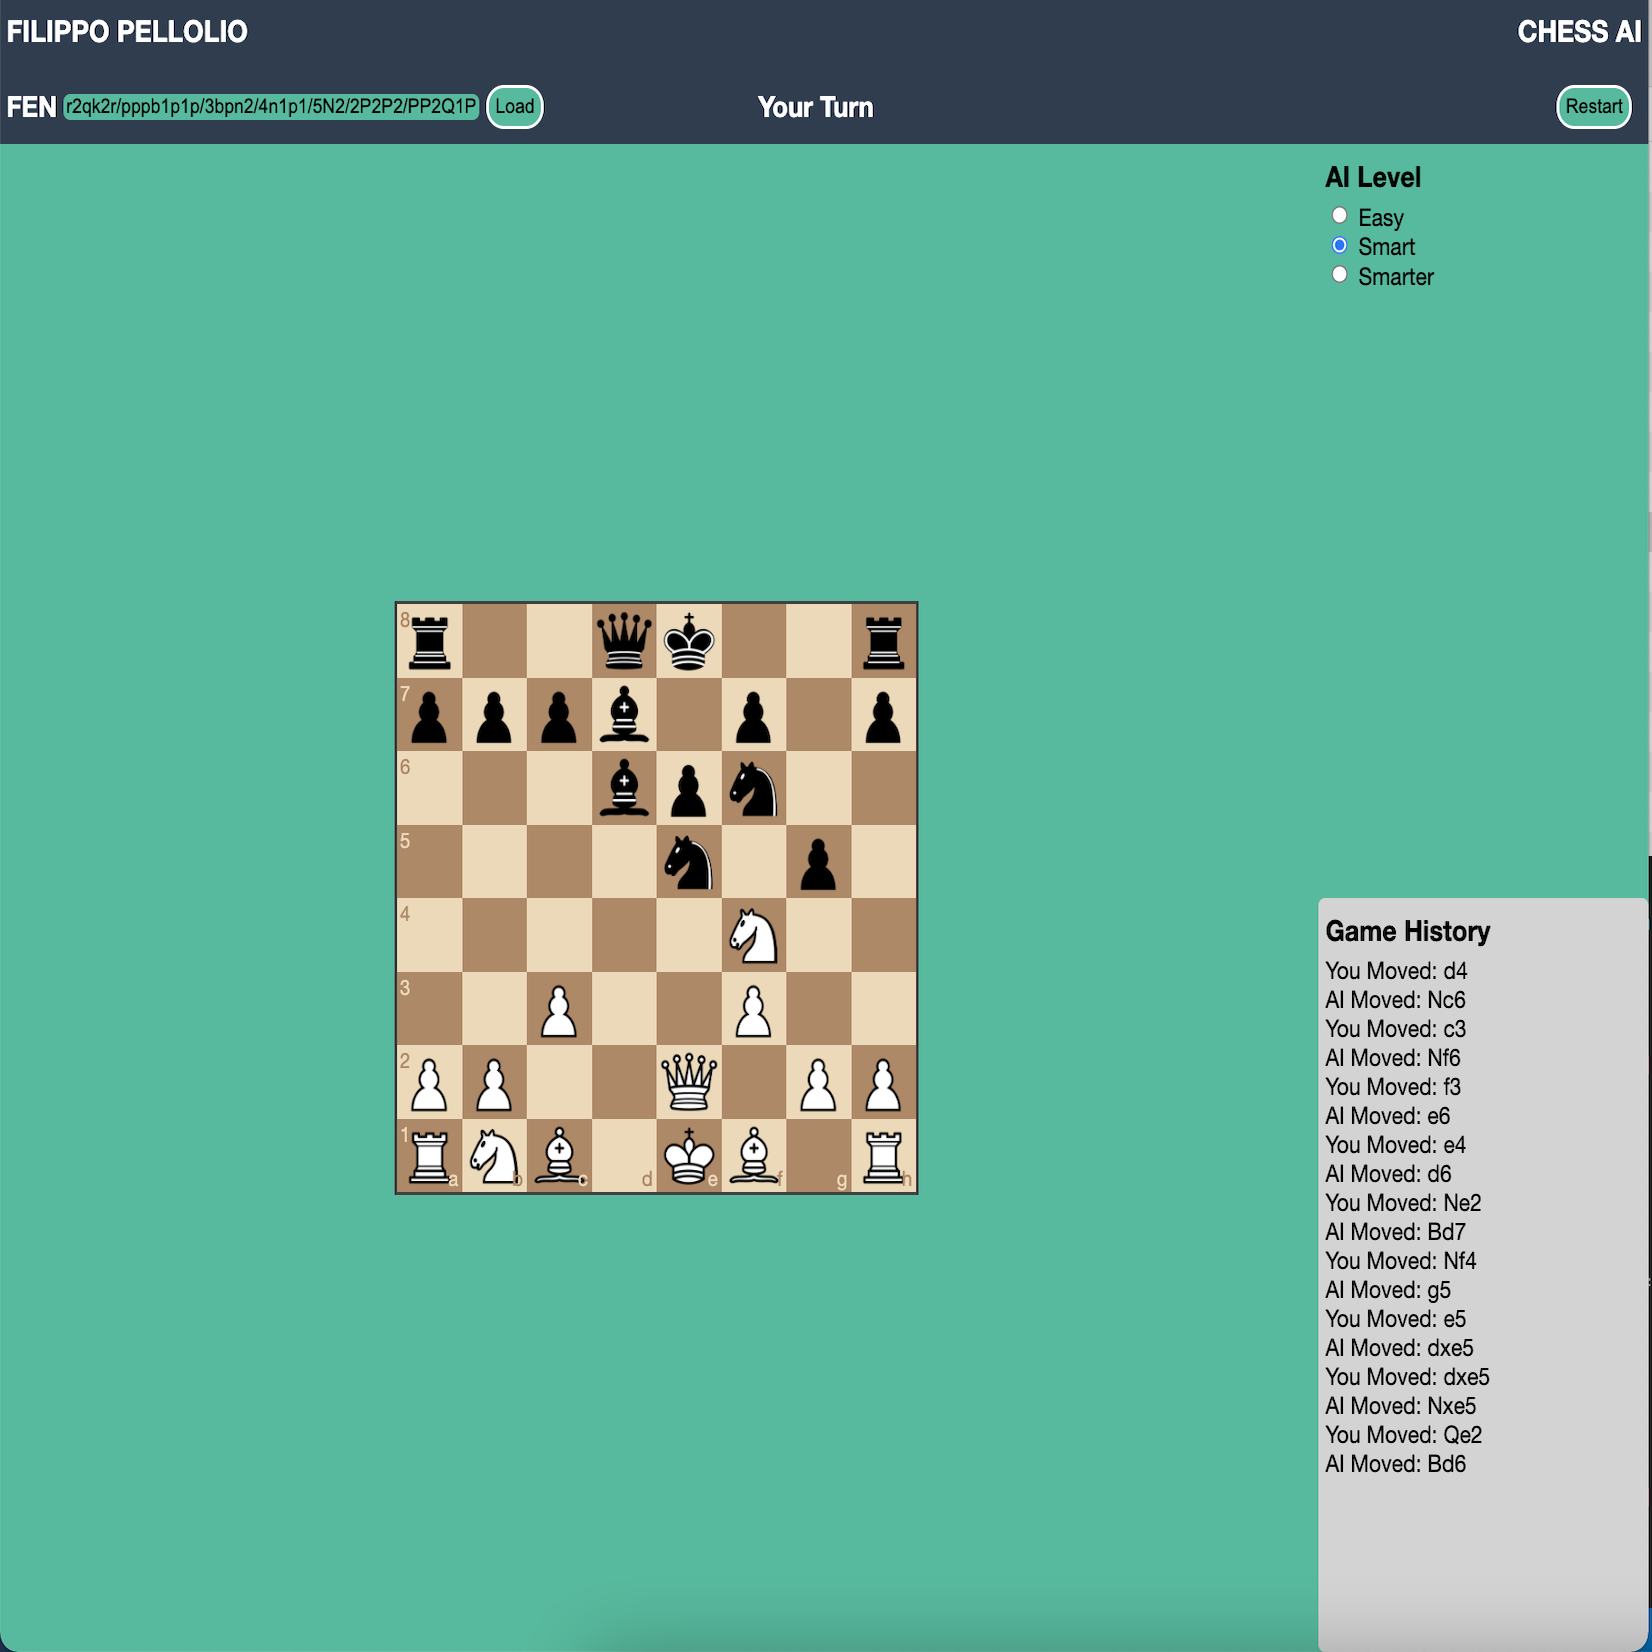 FILIPPO PELLOLIO
CHESS AI
FEN r2qk2r/pppb1p1p/3bpn2/4n1p1/5N2/2P2P2/PP2Q1P Load
Your Turn
Restart
AI Level
Easy
Smart
Smarter
8
7
6
5
4
3
2
1
a b c d e f g h
Game History
You Moved: d4
AI Moved: Nc6
You Moved: c3
AI Moved: Nf6
You Moved: f3
AI Moved: e6
You Moved: e4
AI Moved: d6
You Moved: Ne2
AI Moved: Bd7
You Moved: Nf4
AI Moved: g5
You Moved: e5
AI Moved: dxe5
You Moved: dxe5
AI Moved: Nxe5
You Moved: Qe2
AI Moved: Bd6